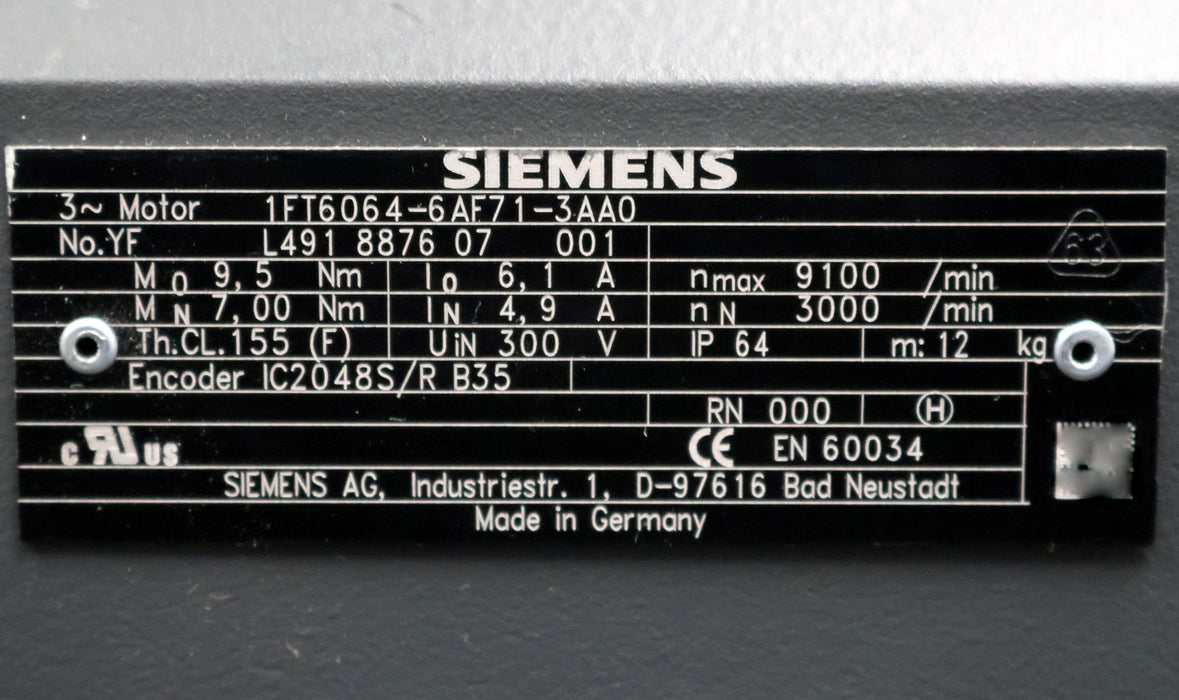 SIEMENS
3~ Motor 1FT6064-6AF71-3AA0
No.YF L491 8876 07 001
63
M0 9,5 Nm I0 6,1 A nmax 9100 /min
MN 7,00 Nm IN 4,9 A nN 3000 /min
Th.CL.155 (F) UiN 300 V IP 64 m: 12 kg
Encoder IC2048S/R B35
RN 000 H
c RU US CE EN 60034
SIEMENS AG, Industriestr. 1, D-97616 Bad Neustadt
Made in Germany